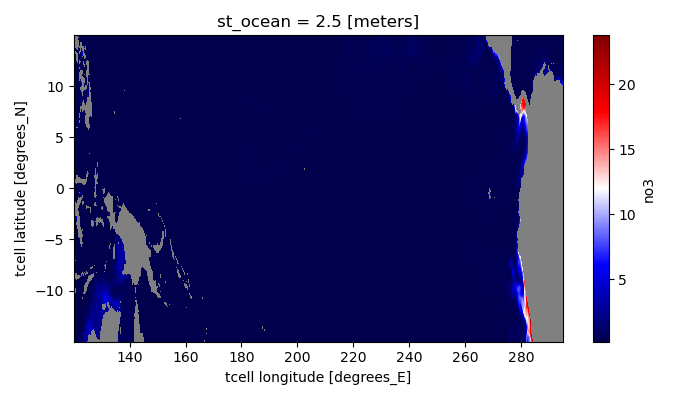 st_ocean = 2.5 [meters]
10
5
0
−5
−10
tcell latitude [degrees_N]
140 160 180 200 220 240 260 280
tcell longitude [degrees_E]
20
15
10
5
no3